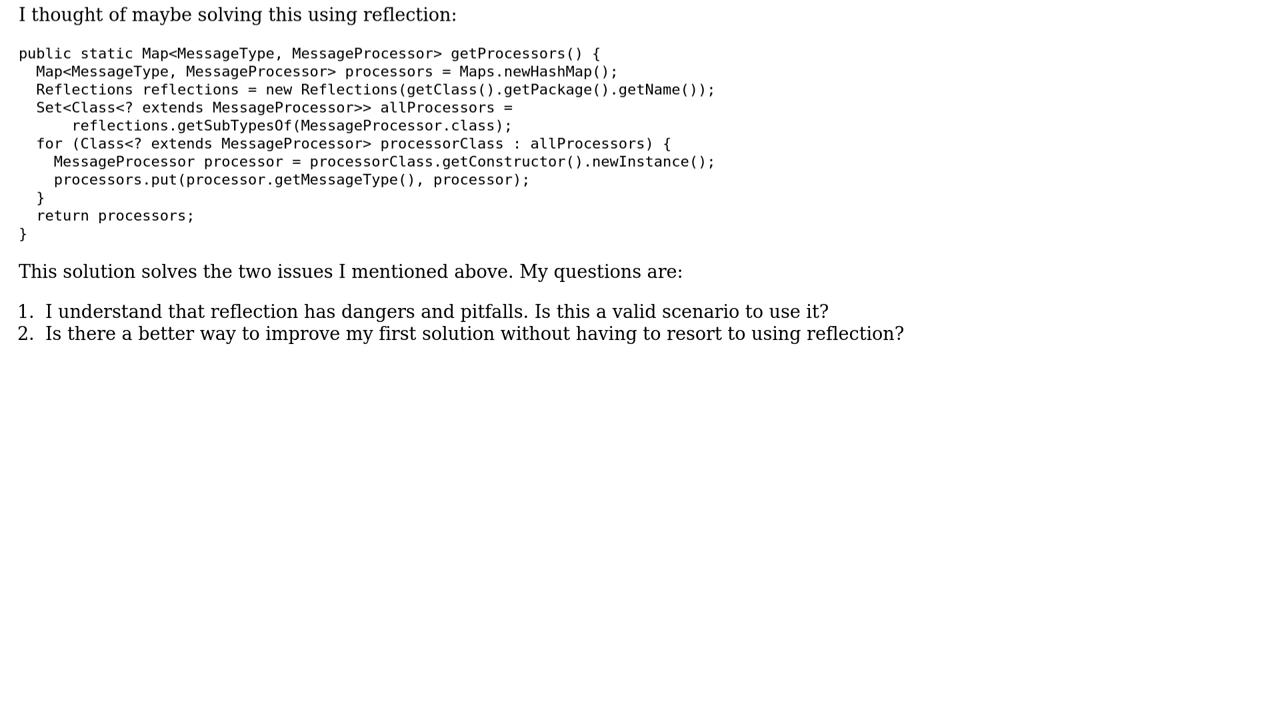 I thought of maybe solving this using reflection:
public static Map<MessageType, MessageProcessor> getProcessors() {
  Map<MessageType, MessageProcessor> processors = Maps.newHashMap();
  Reflections reflections = new Reflections(getClass().getPackage().getName());
  Set<Class<? extends MessageProcessor>> allProcessors =
      reflections.getSubTypesOf(MessageProcessor.class);
  for (Class<? extends MessageProcessor> processorClass : allProcessors) {
    MessageProcessor processor = processorClass.getConstructor().newInstance();
    processors.put(processor.getMessageType(), processor);
  }
  return processors;
}
This solution solves the two issues I mentioned above. My questions are:
1. I understand that reflection has dangers and pitfalls. Is this a valid scenario to use it?
2. Is there a better way to improve my first solution without having to resort to using reflection?